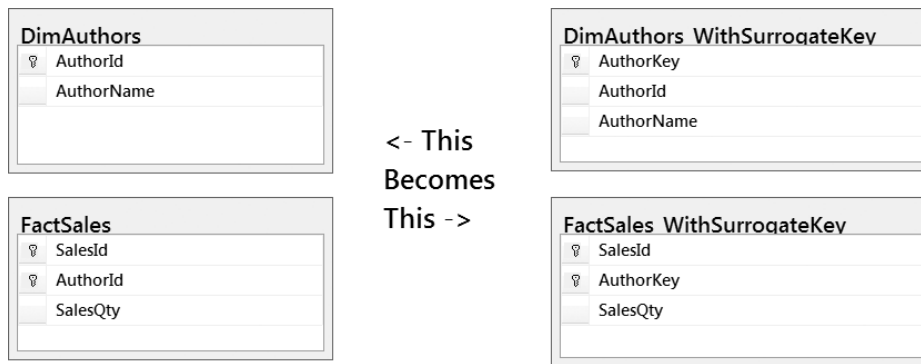 DimAuthors
AuthorId
AuthorName
FactSales
SalesId
AuthorId
SalesQty
<- This
Becomes
This ->
DimAuthors_WithSurrogateKey
AuthorKey
AuthorId
AuthorName
FactSales_WithSurrogateKey
SalesId
AuthorKey
SalesQty